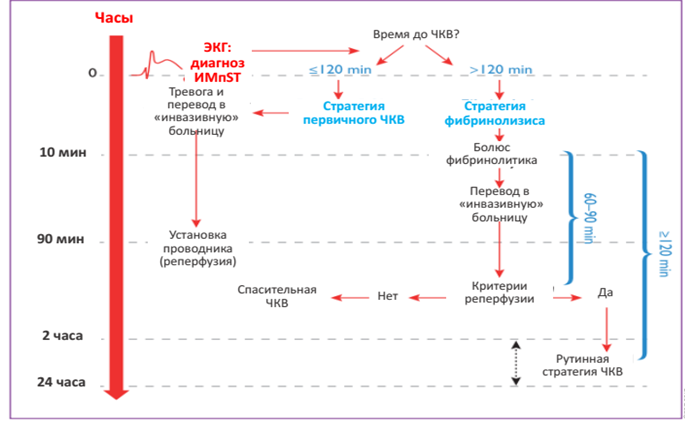 Часы
Время до ЧКВ?
ЭКГ:
диагноз
ИМпST
0
≤120 min
>120 min
Тревога и
перевод в
«инвазивную»
больницу
Стратегия
первичного ЧКВ
Стратегия
фибринолизиса
10 мин
Болюс
фибринолитика
Перевод в
«инвазивную»
больницу
60–90 min
≥120 min
90 мин
Установка
проводника
(реперфузия)
Спасительная
ЧКВ
Нет
Критерии
реперфузии
Да
2 часа
Рутинная
стратегия ЧКВ
24 часа